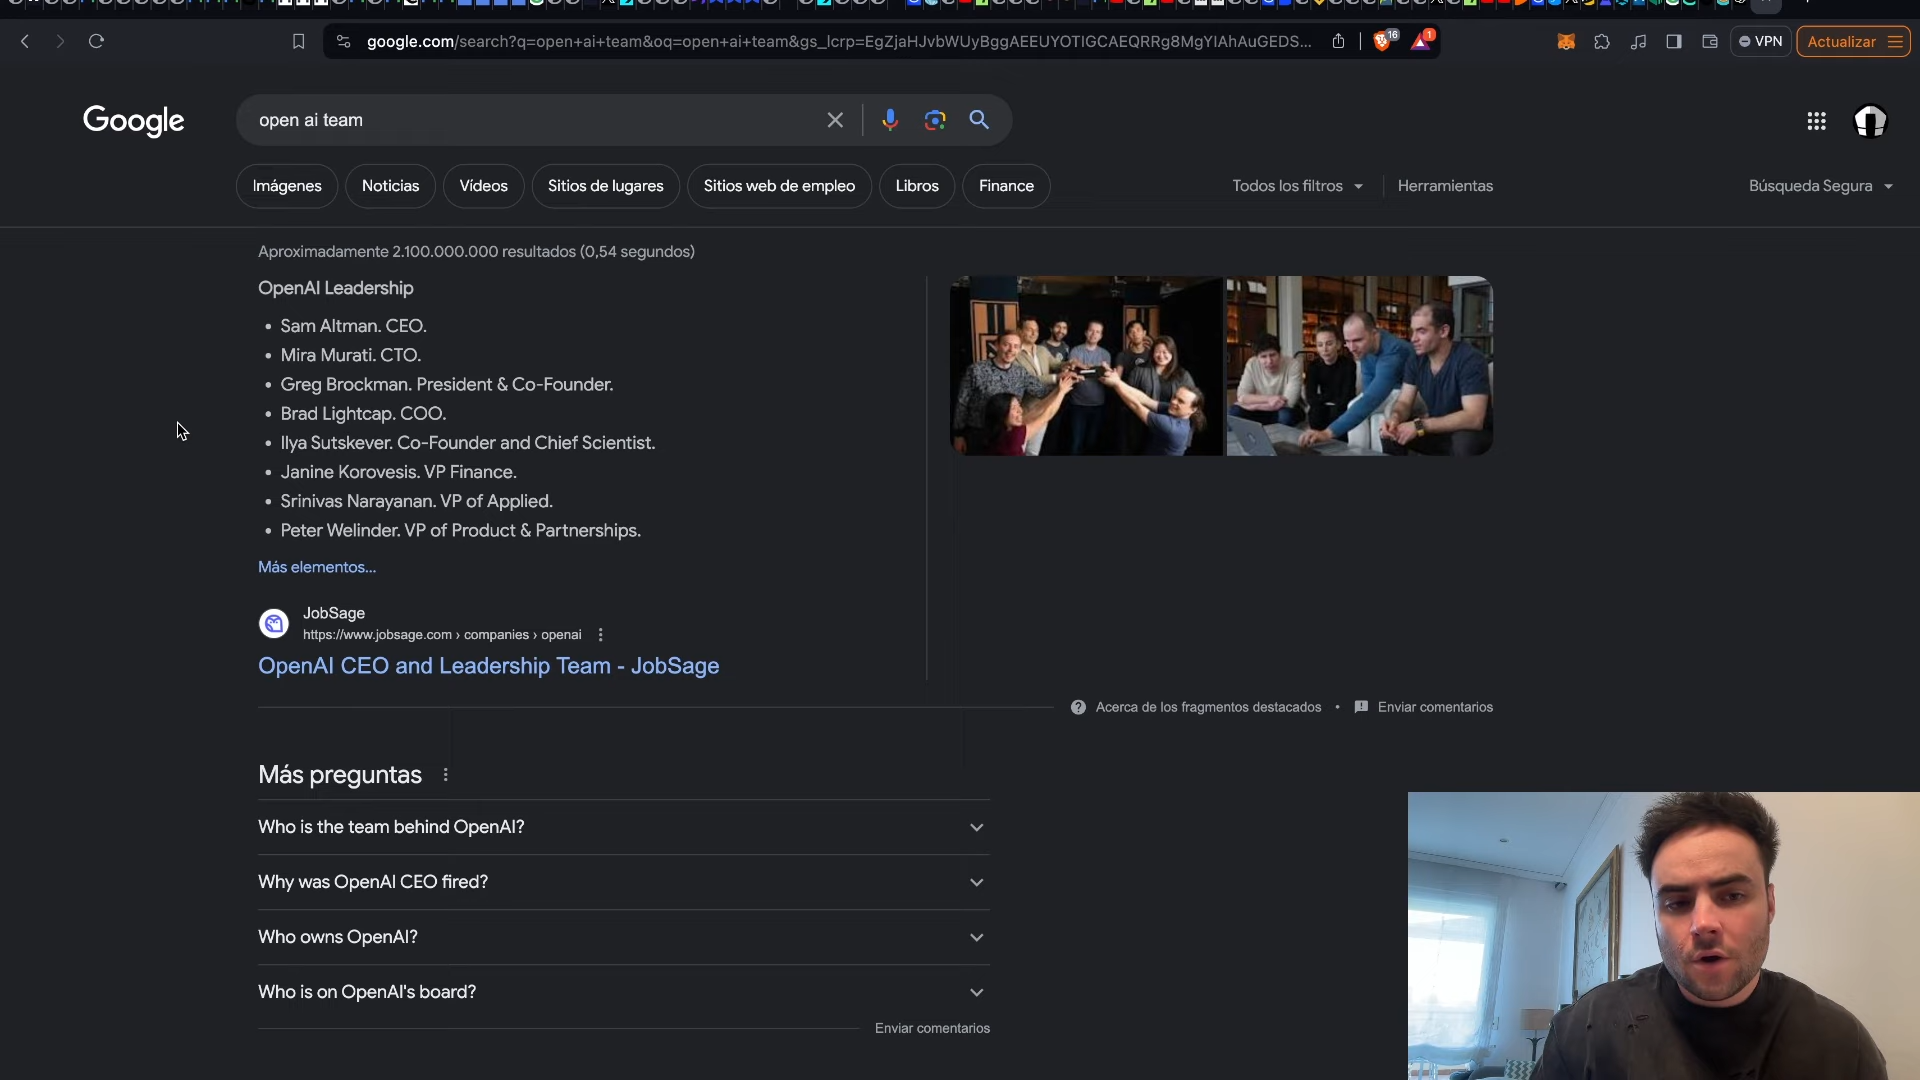 google.com/search?q=open+ai+team&oq=open+ai+team&gs_lcrp=EgZjaHJvbWUyBggAEEUYOTIGCAEQRRg8MgYIAhAuGEDS...
16
1
VPN
Actualizar
Google
open ai team
Imágenes
Noticias
Vídeos
Sitios de lugares
Sitios web de empleo
Libros
Finance
Todos los filtros
Herramientas
Búsqueda Segura
Aproximadamente 2.100.000.000 resultados (0,54 segundos)
OpenAI Leadership
• Sam Altman. CEO.
• Mira Murati. CTO.
• Greg Brockman. President & Co-Founder.
• Brad Lightcap. COO.
• Ilya Sutskever. Co-Founder and Chief Scientist.
• Janine Korovesis. VP Finance.
• Srinivas Narayanan. VP of Applied.
• Peter Welinder. VP of Product & Partnerships.
Más elementos...
JobSage
https://www.jobsage.com › companies › openai
OpenAI CEO and Leadership Team - JobSage
Acerca de los fragmentos destacados • Enviar comentarios
Más preguntas
Who is the team behind OpenAI?
Why was OpenAI CEO fired?
Who owns OpenAI?
Who is on OpenAI's board?
Enviar comentarios